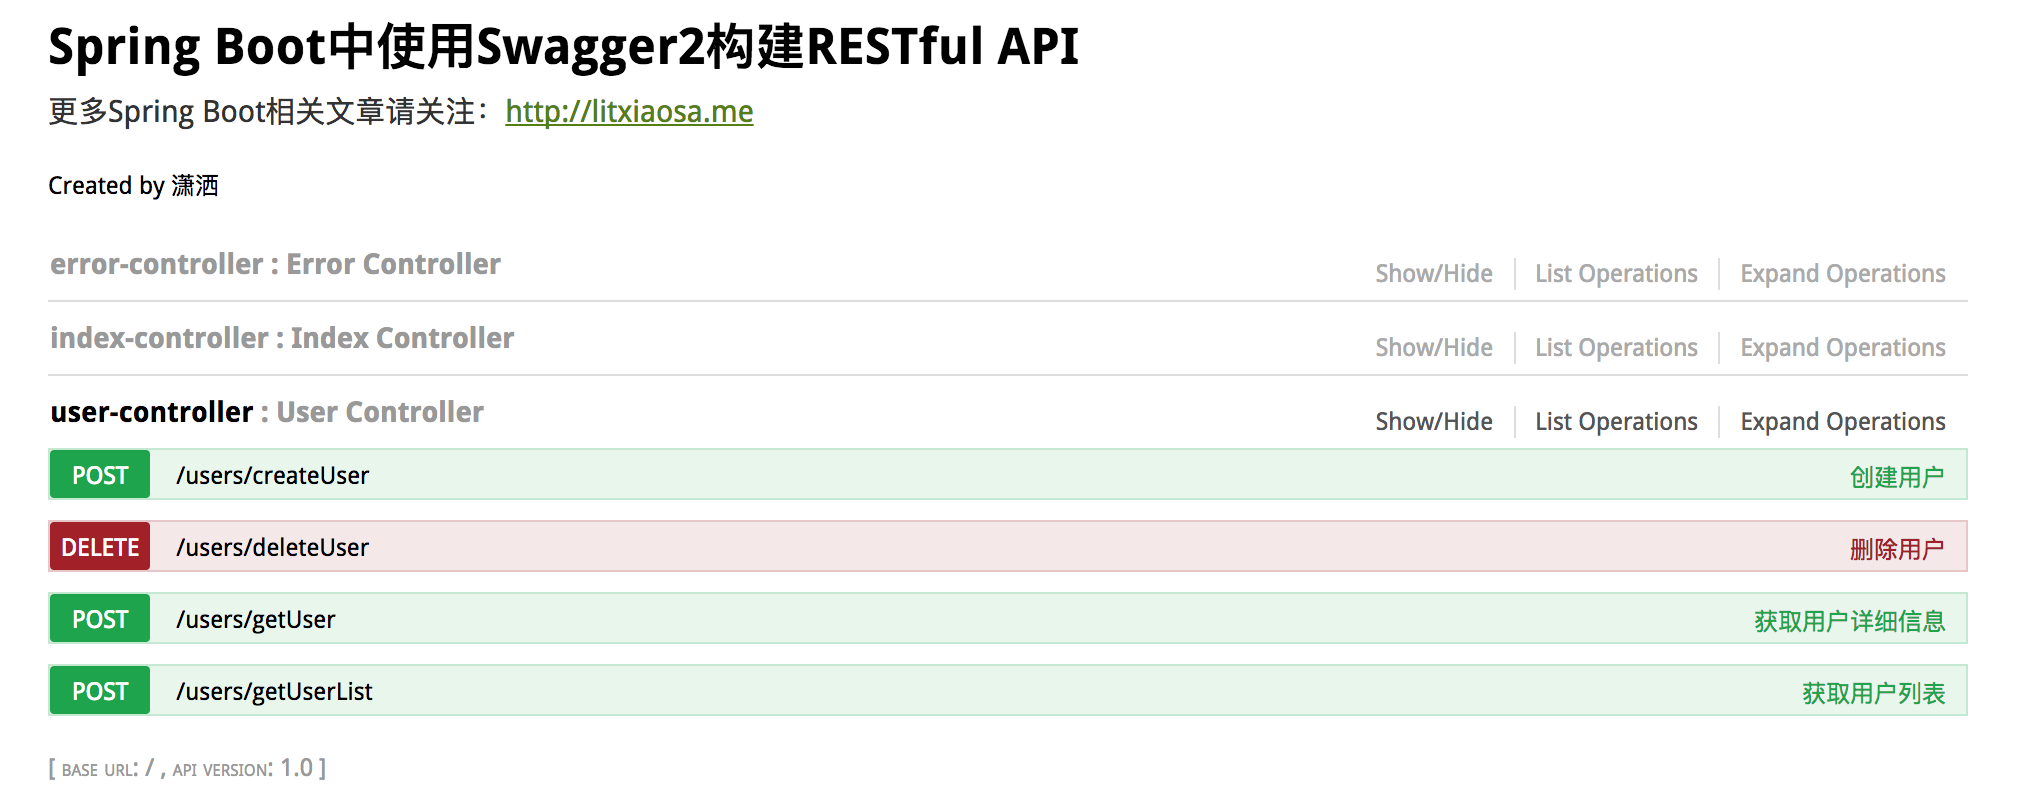 Spring Boot中使用Swagger2构建RESTful API
更多Spring Boot相关文章请关注：http://litxiaosa.me
Created by 潇洒
error-controller : Error Controller Show/Hide List Operations Expand Operations
index-controller : Index Controller Show/Hide List Operations Expand Operations
user-controller : User Controller Show/Hide List Operations Expand Operations
POST /users/createUser 创建用户
DELETE /users/deleteUser 删除用户
POST /users/getUser 获取用户详细信息
POST /users/getUserList 获取用户列表
[ BASE URL: / , API VERSION: 1.0 ]